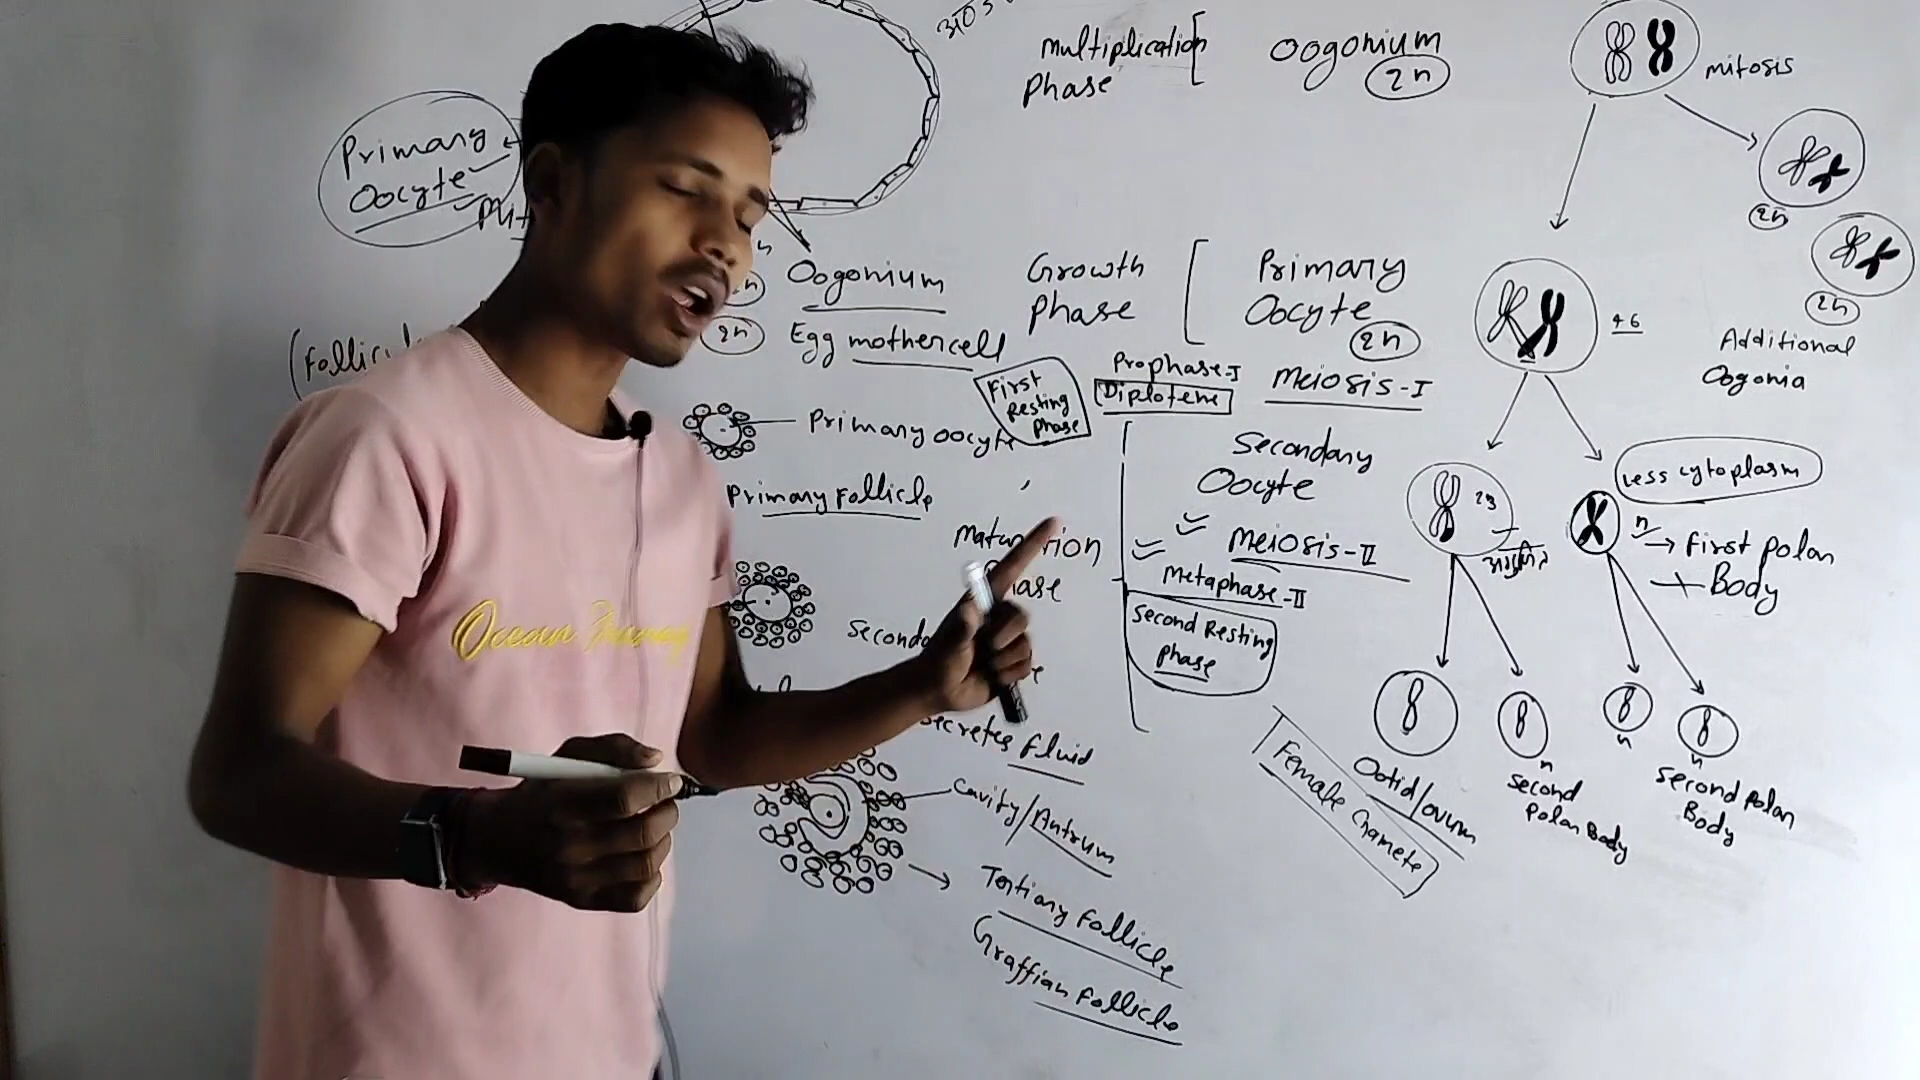 Multiplication
Phase
Oogonium
2n
mitosis
2n
2n
Additional
Oogonia
Primary
Oocyte
Oogonium
2n
Egg mothercell
Growth
Phase
Primary
Oocyte
2n
46
First
Resting
Phase
Prophase-I
Diplotene
Meiosis-I
Primary oocyte
Primary Follicle
Secondary
Oocyte
23
Less cytoplasm
n
First polar
Body
Meiosis-II
Metaphase-II
Second Resting
Phase
Secretes Fluid
Cavity/Antrum
Tertiary Follicle
Graffian Follicle
Female Gamete
Ootid/ovum
n
second
Polar Body
n
n
second polar
Body
Ocean